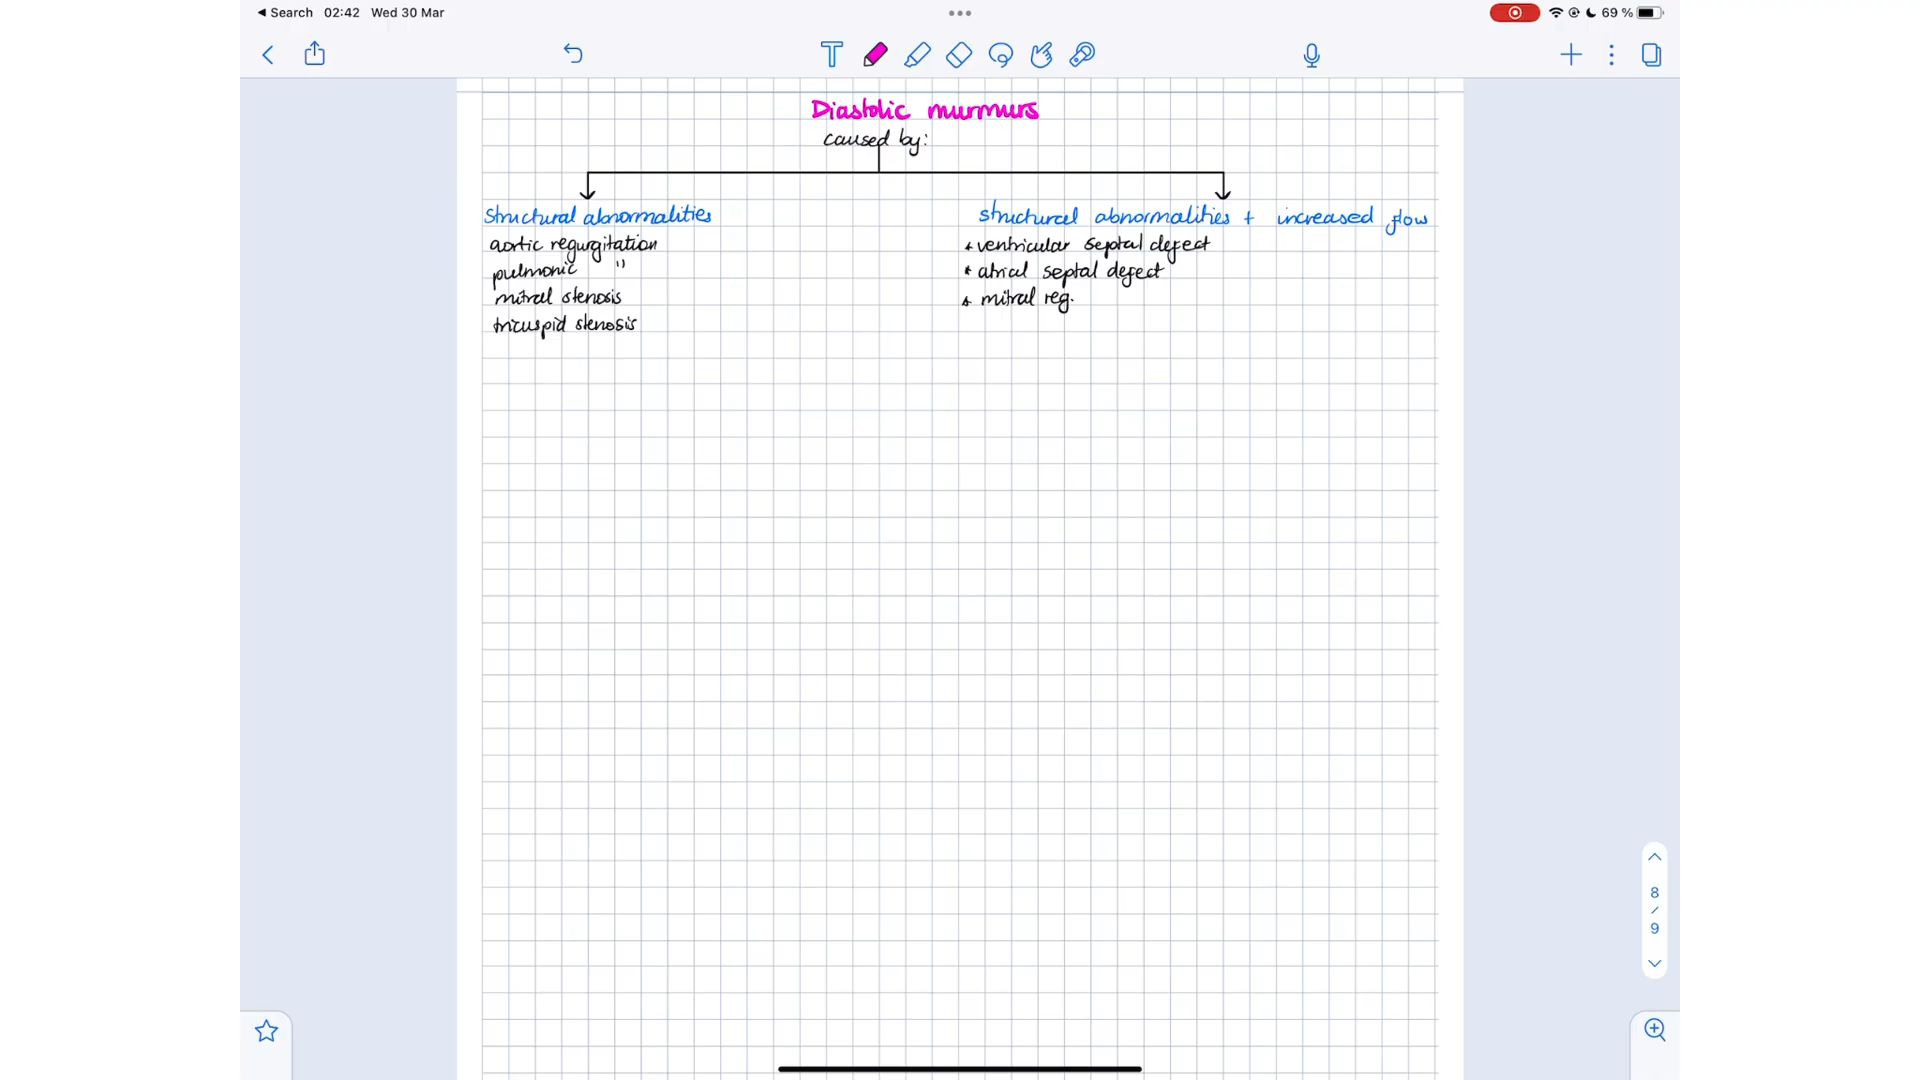 ◀ Search 02:42 Wed 30 Mar
69 %
Diastolic murmurs
caused by:
Structural abnormalities
aortic regurgitation
pulmonic "
mitral stenosis
tricuspid stenosis
structural abnormalities + increased flow
* ventricular septal defect
* atrial septal defect
* mitral reg.
8
/
9